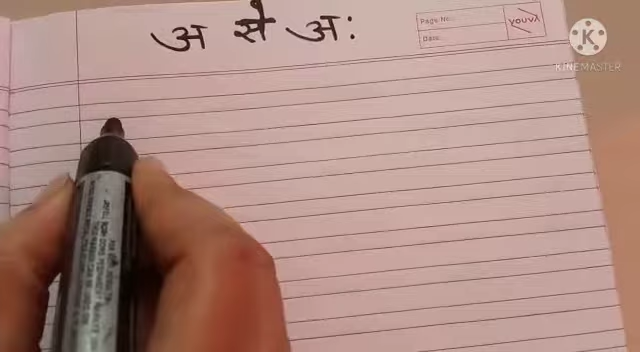 अ से अ:
Page No.
Date
youva
KINEMASTER